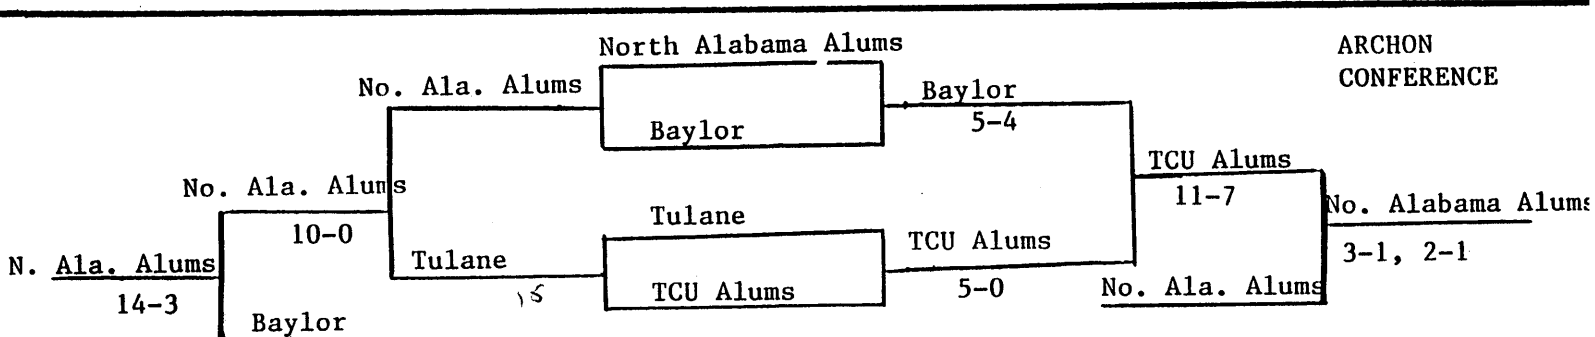 North Alabama Alums
ARCHON
CONFERENCE
No. Ala. Alums
Baylor
5-4
Baylor
TCU Alums
11-7
No. Ala. Alums
10-0
Tulane
No. Alabama Alums
3-1, 2-1
TCU Alums
5-0
Tulane
15
N. Ala. Alums
14-3
TCU Alums
No. Ala. Alums
Baylor